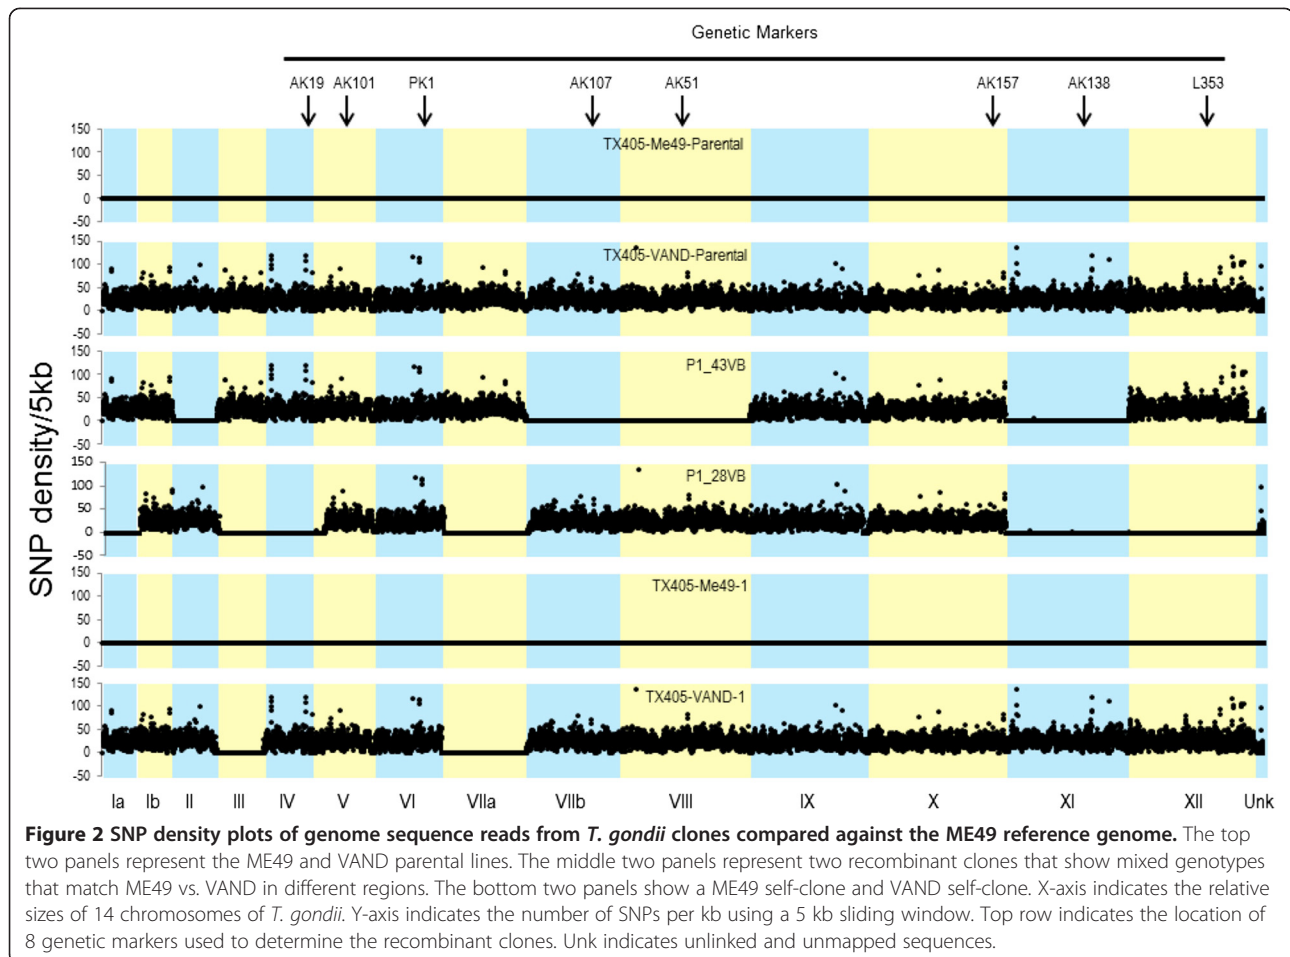 Genetic Markers
AK19 AK101 PK1 AK107 AK51 AK157 AK138 L353
SNP density/5kb
150
100
50
0
-50
TX405-Me49-Parental
150
100
50
0
-50
TX405-VAND-Parental
150
100
50
0
-50
P1_43VB
150
100
50
0
-50
P1_28VB
150
100
50
0
-50
TX405-Me49-1
150
100
50
0
-50
TX405-VAND-1
Ia Ib II III IV V VI VIIa VIIb VIII IX X XI XII Unk
Figure 2 SNP density plots of genome sequence reads from T. gondii clones compared against the ME49 reference genome. The top
two panels represent the ME49 and VAND parental lines. The middle two panels represent two recombinant clones that show mixed genotypes
that match ME49 vs. VAND in different regions. The bottom two panels show a ME49 self-clone and VAND self-clone. X-axis indicates the relative
sizes of 14 chromosomes of T. gondii. Y-axis indicates the number of SNPs per kb using a 5 kb sliding window. Top row indicates the location of
8 genetic markers used to determine the recombinant clones. Unk indicates unlinked and unmapped sequences.